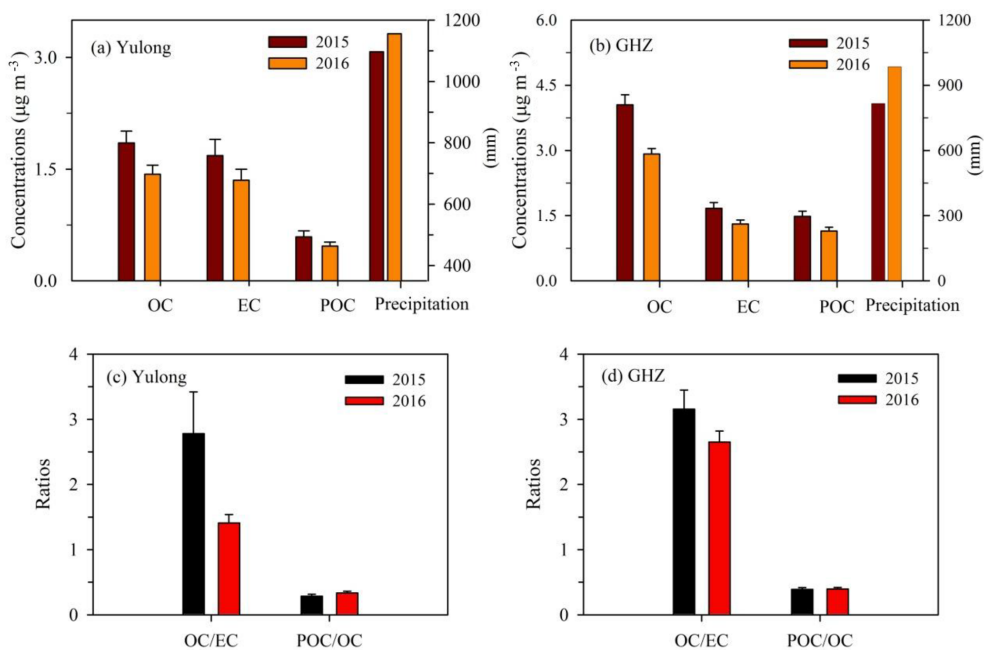 (a) Yulong
2015
2016
Concentrations (μg m⁻³)
3.0
1.5
0.0
1200
1000
800
600
400
(mm)
OC EC POC Precipitation
(b) GHZ
2015
2016
Concentrations (μg m⁻³)
6.0
4.5
3.0
1.5
0.0
1200
900
600
300
0
(mm)
OC EC POC Precipitation
(c) Yulong
2015
2016
Ratios
4
3
2
1
0
OC/EC POC/OC
(d) GHZ
2015
2016
Ratios
4
3
2
1
0
OC/EC POC/OC